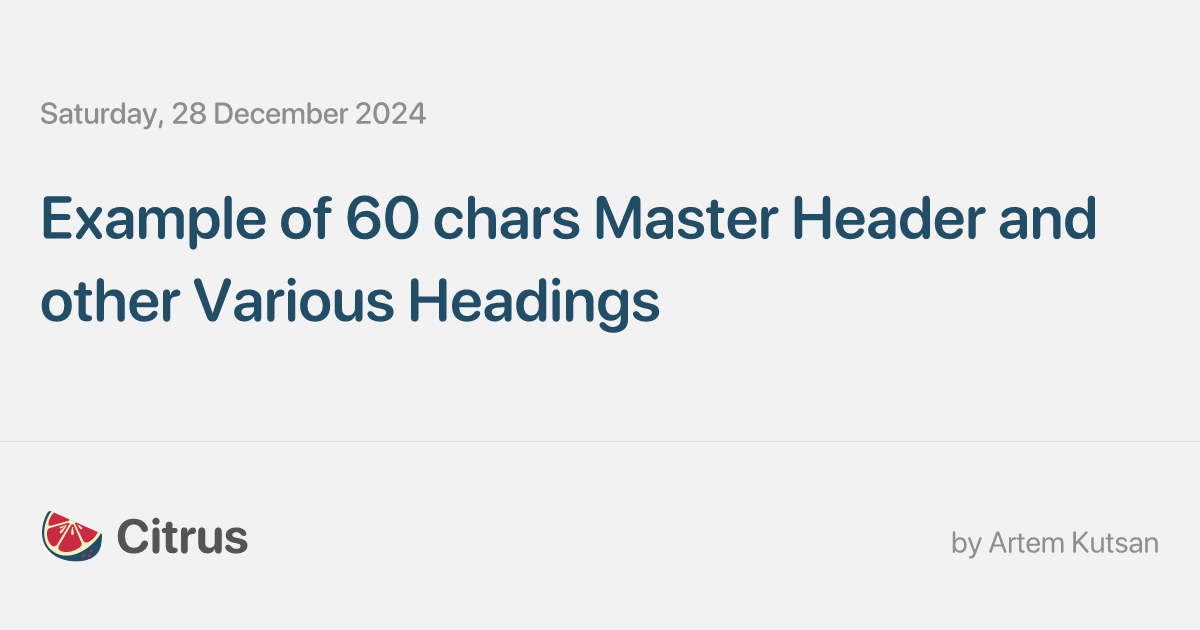 Saturday, 28 December 2024
Example of 60 chars Master Header and
other Various Headings
Citrus
by Artem Kutsan